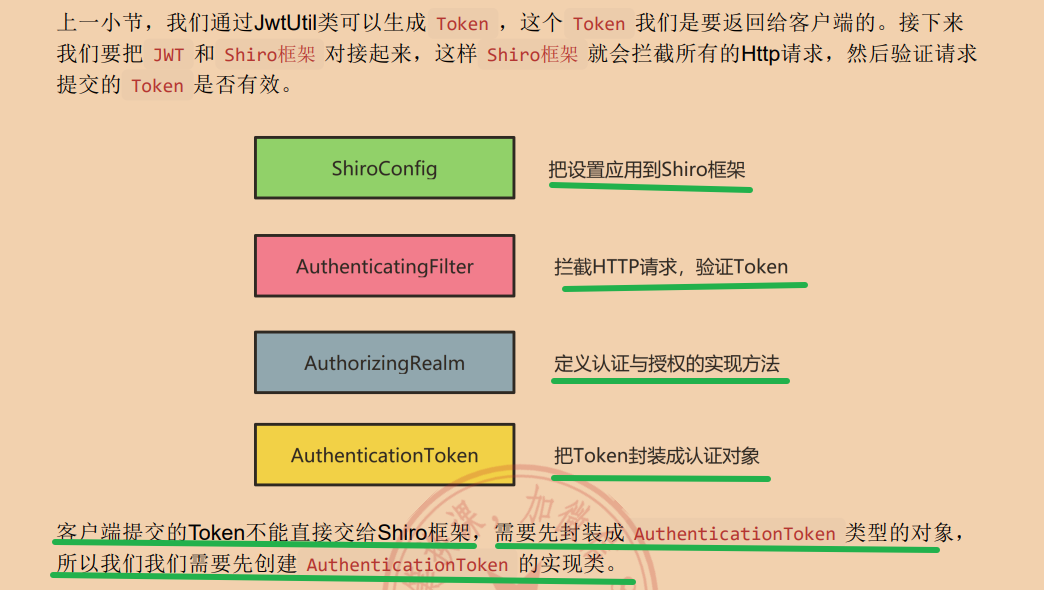 上一小节，我们通过JwtUtil类可以生成 Token ，这个 Token 我们是要返回给客户端的。接下来
我们要把 JWT 和 Shiro框架 对接起来，这样 Shiro框架 就会拦截所有的Http请求，然后验证请求
提交的 Token 是否有效。
ShiroConfig 把设置应用到Shiro框架
AuthenticatingFilter 拦截HTTP请求，验证Token
AuthorizingRealm 定义认证与授权的实现方法
AuthenticationToken 把Token封装成认证对象
客户端提交的Token不能直接交给Shiro框架，需要先封装成 AuthenticationToken 类型的对象，
所以我们我们需要先创建 AuthenticationToken 的实现类。